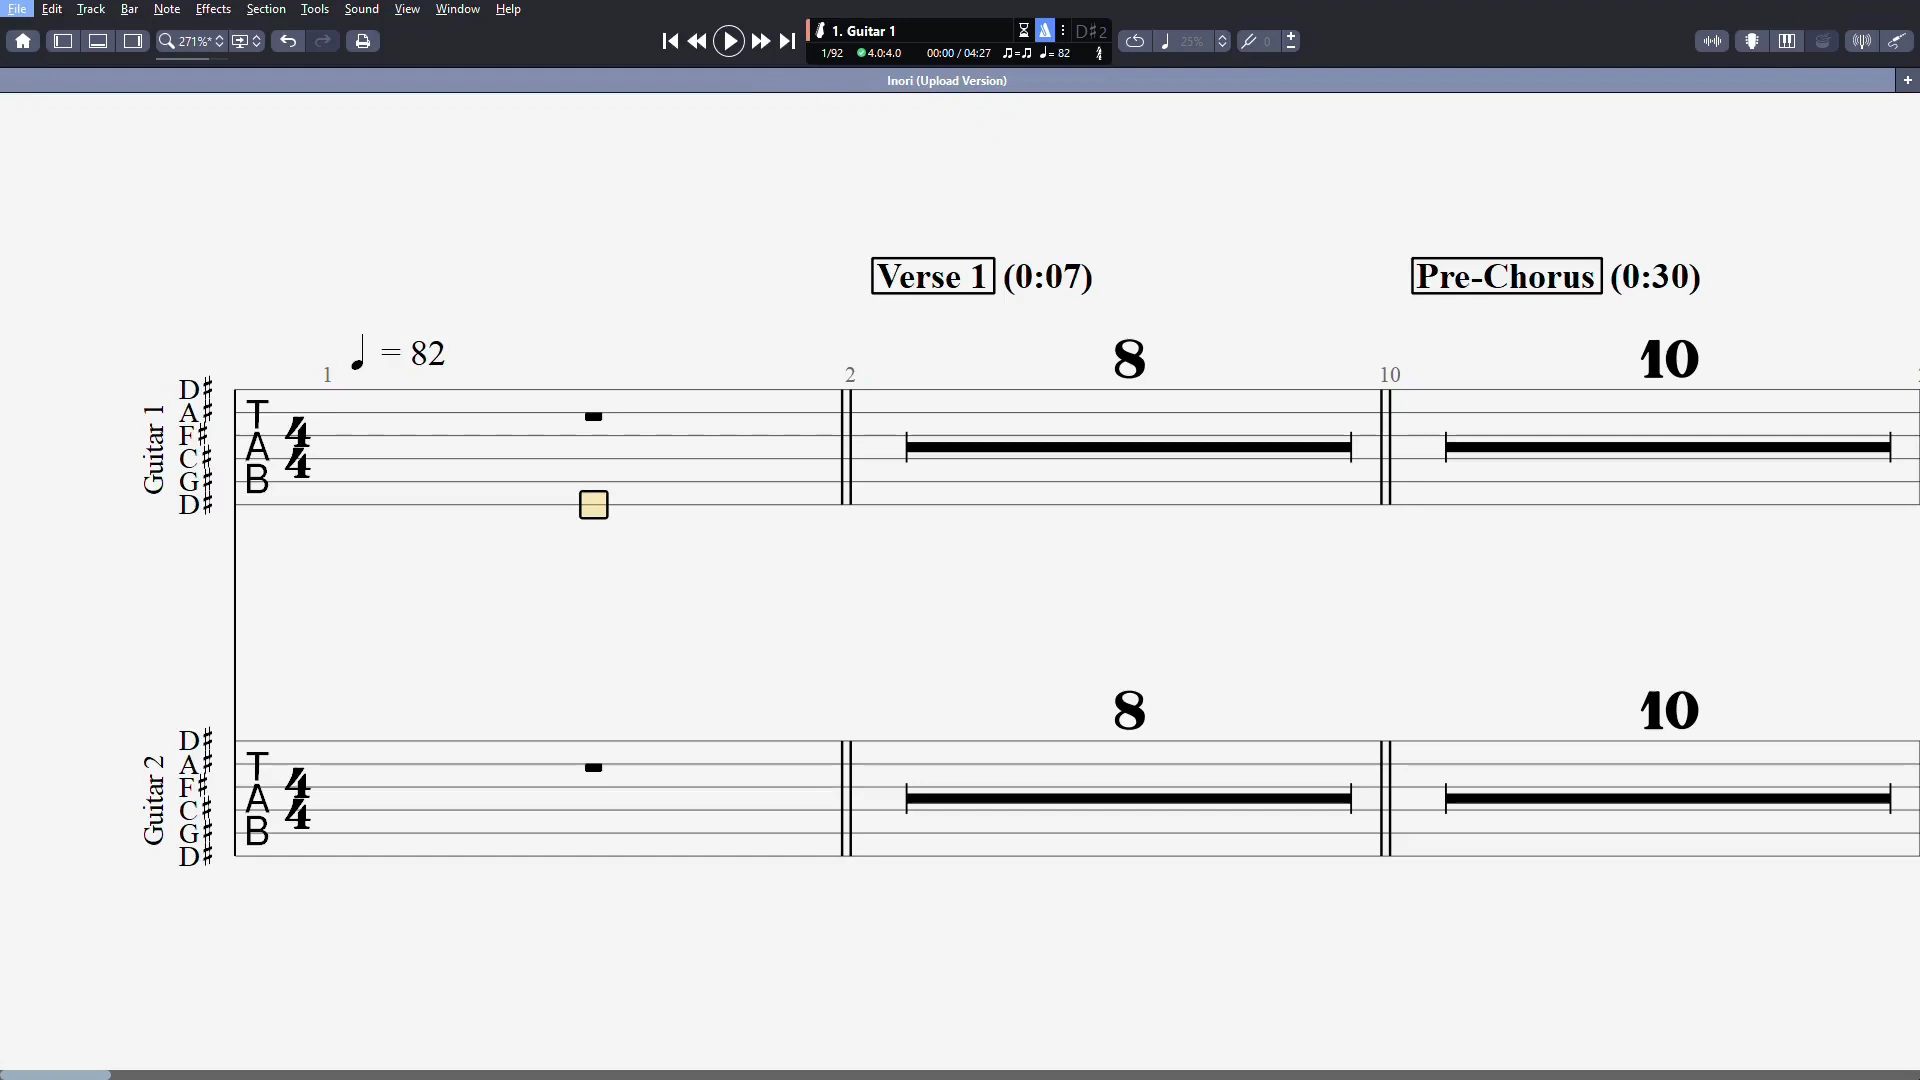 File Edit Track Bar Note Effects Section Tools Sound View Window Help
271%* 1. Guitar 1 D♯2 25% 0
1/92 4.0:4.0 00:00 / 04:27 ♫=♫ ♩= 82
Inori (Upload Version) +
Verse 1 (0:07) Pre-Chorus (0:30)
♩ = 82
8 10
1 2 10
Guitar 1
D♯
A♯
F♯
C♯
G♯
D♯
T
A
B
4
4
8 10
Guitar 2
D♯
A♯
F♯
C♯
G♯
D♯
T
A
B
4
4